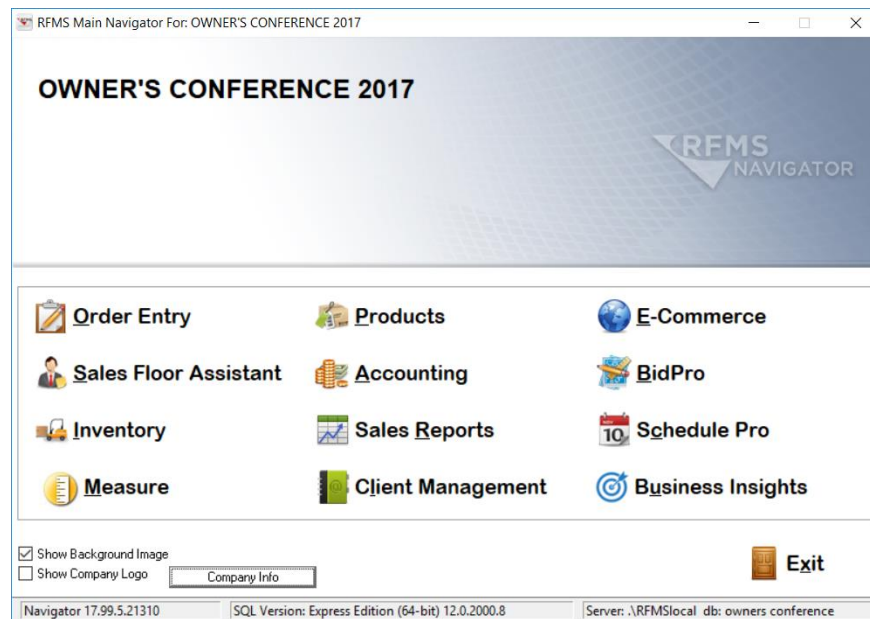 RFMS Main Navigator For: OWNER'S CONFERENCE 2017
OWNER'S CONFERENCE 2017
RFMS
NAVIGATOR
Order Entry
Products
E-Commerce
Sales Floor Assistant
Accounting
BidPro
Inventory
Sales Reports
10
Schedule Pro
Measure
Client Management
Business Insights
Show Background Image
Show Company Logo
Company Info
Exit
Navigator 17.99.5.21310
SQL Version: Express Edition (64-bit) 12.0.2000.8
Server: .\RFMSlocal db: owners conference